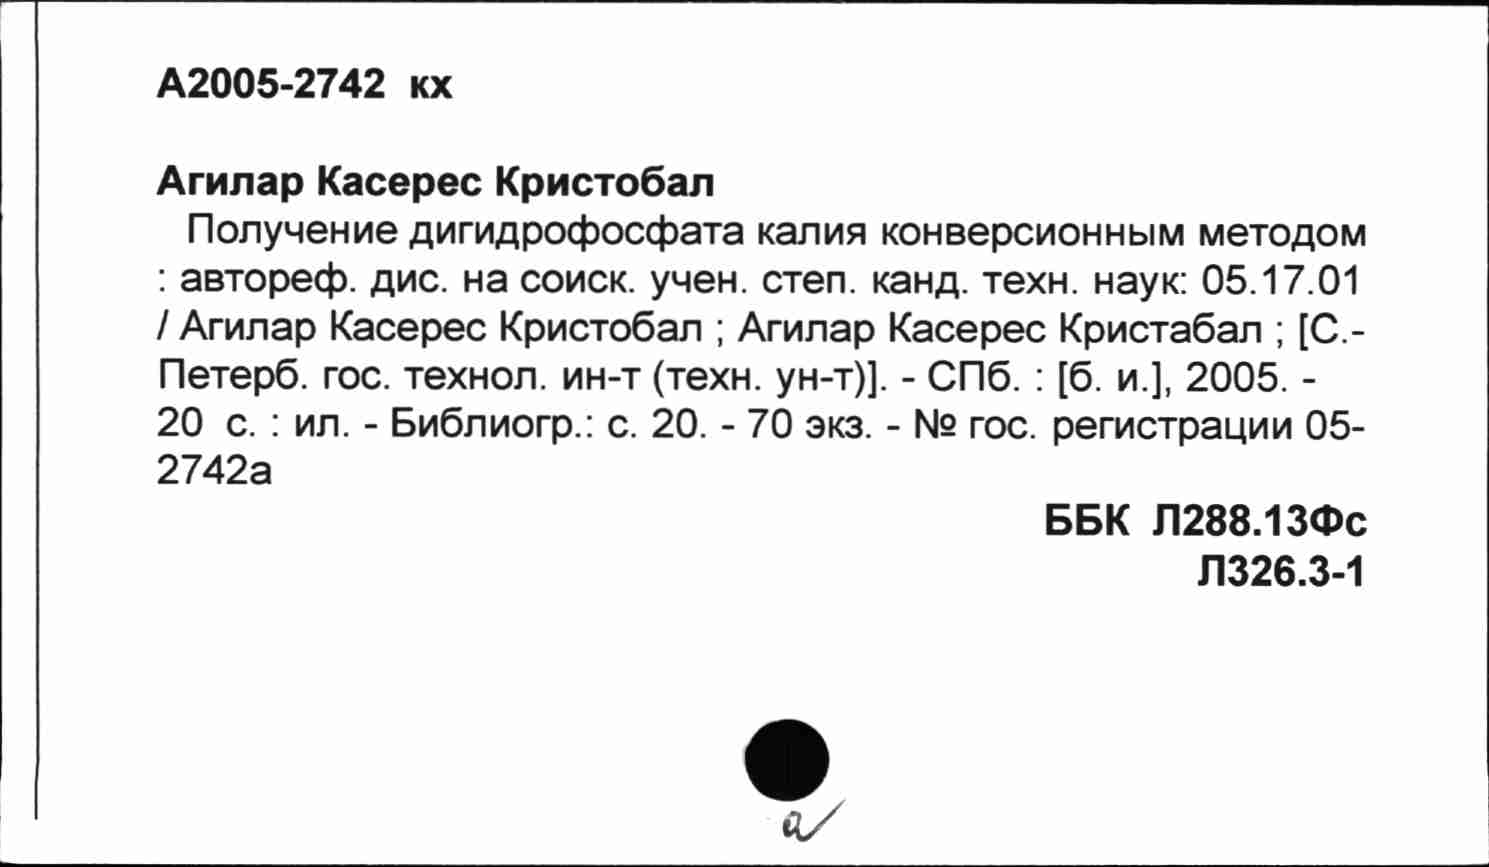 А2005-2742 кх
Агилар Касерес Кристобал
Получение дигидрофосфата калия конверсионным методом
: автореф. дис. на соиск. учен. степ. канд. техн. наук: 05.17.01
/ Агилар Касерес Кристобал ; Агилар Касерес Кристабал ; [С.-
Петерб. гос. технол. ин-т (техн. ун-т)]. - СПб. : [б. и.], 2005. -
20 с. : ил. - Библиогр.: с. 20. - 70 экз. - № гос. регистрации 05-
2742а
ББК Л288.13Фс
Л326.3-1
а